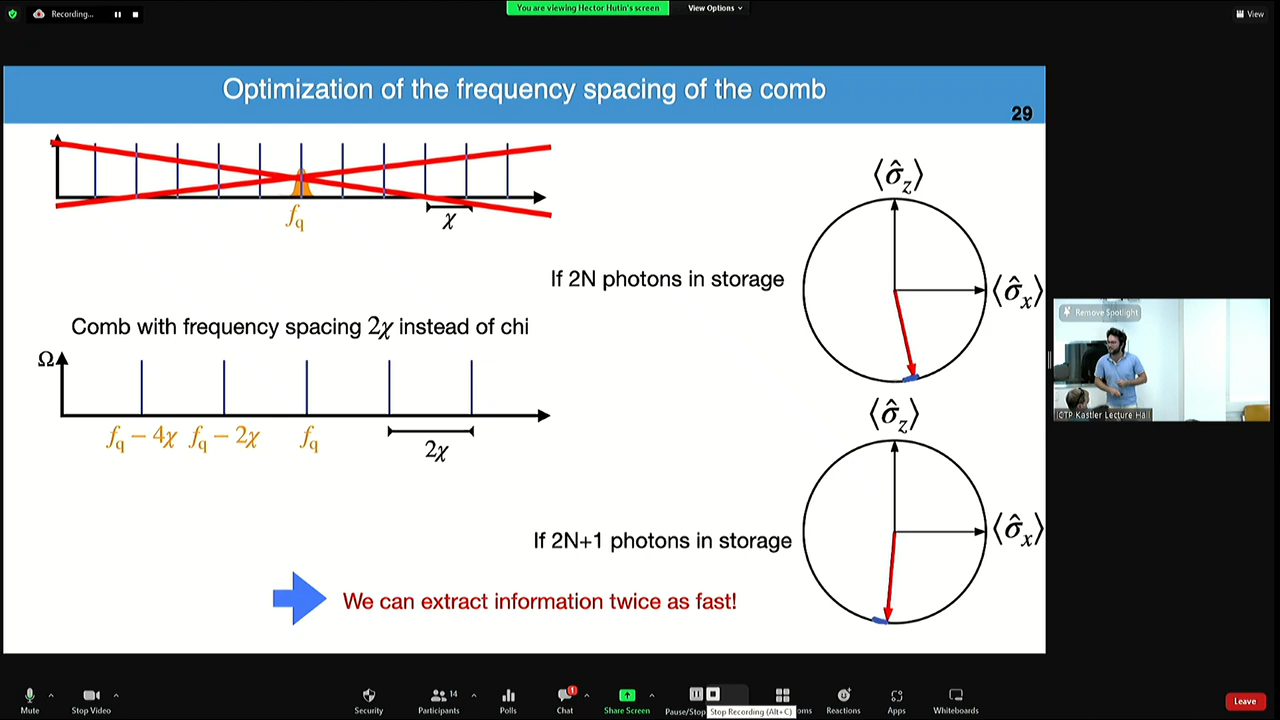 Recording...
You are viewing Hector Hutin's screen
View Options
View
Optimization of the frequency spacing of the comb
29
f_q
χ
⟨σ̂_z⟩
⟨σ̂_x⟩
If 2N photons in storage
Comb with frequency spacing 2χ instead of chi
Ω
f_q − 4χ f_q − 2χ f_q
2χ
⟨σ̂_z⟩
⟨σ̂_x⟩
If 2N+1 photons in storage
We can extract information twice as fast!
Remove Spotlight
ICTP Kastler Lecture Hall
Mute
Stop Video
Security
14
Participants
Polls
1
Chat
Share Screen
Pause/Stop
Stop Recording (Alt+C)
oms
Reactions
Apps
Whiteboards
Leave